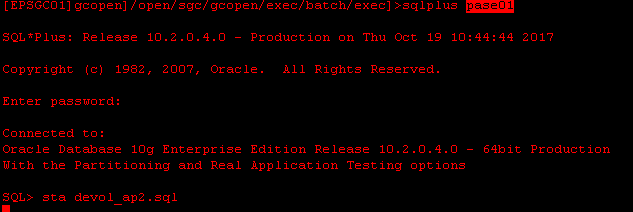 [EPSGC01]gcopen]/open/sgc/gcopen/exec/batch/exec]>sqlplus pase01
SQL*Plus: Release 10.2.0.4.0 - Production on Thu Oct 19 10:44:44 2017
Copyright (c) 1982, 2007, Oracle.  All Rights Reserved.
Enter password:
Connected to:
Oracle Database 10g Enterprise Edition Release 10.2.0.4.0 - 64bit Production
With the Partitioning and Real Application Testing options
SQL> sta devol_ap2.sql